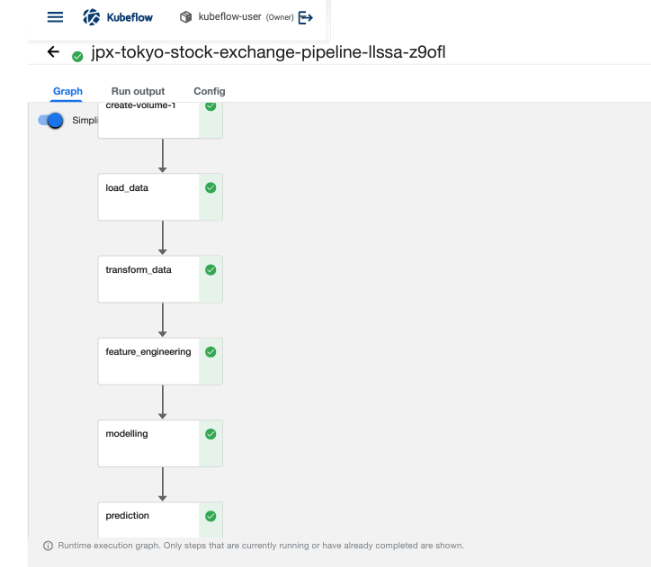 Kubeflow
kubeflow-user (Owner)
jpx-tokyo-stock-exchange-pipeline-llssa-z9ofl
Graph Run output Config
create-volume-1
Simpli
load_data
transform_data
feature_engineering
modelling
prediction
Runtime execution graph. Only steps that are currently running or have already completed are shown.